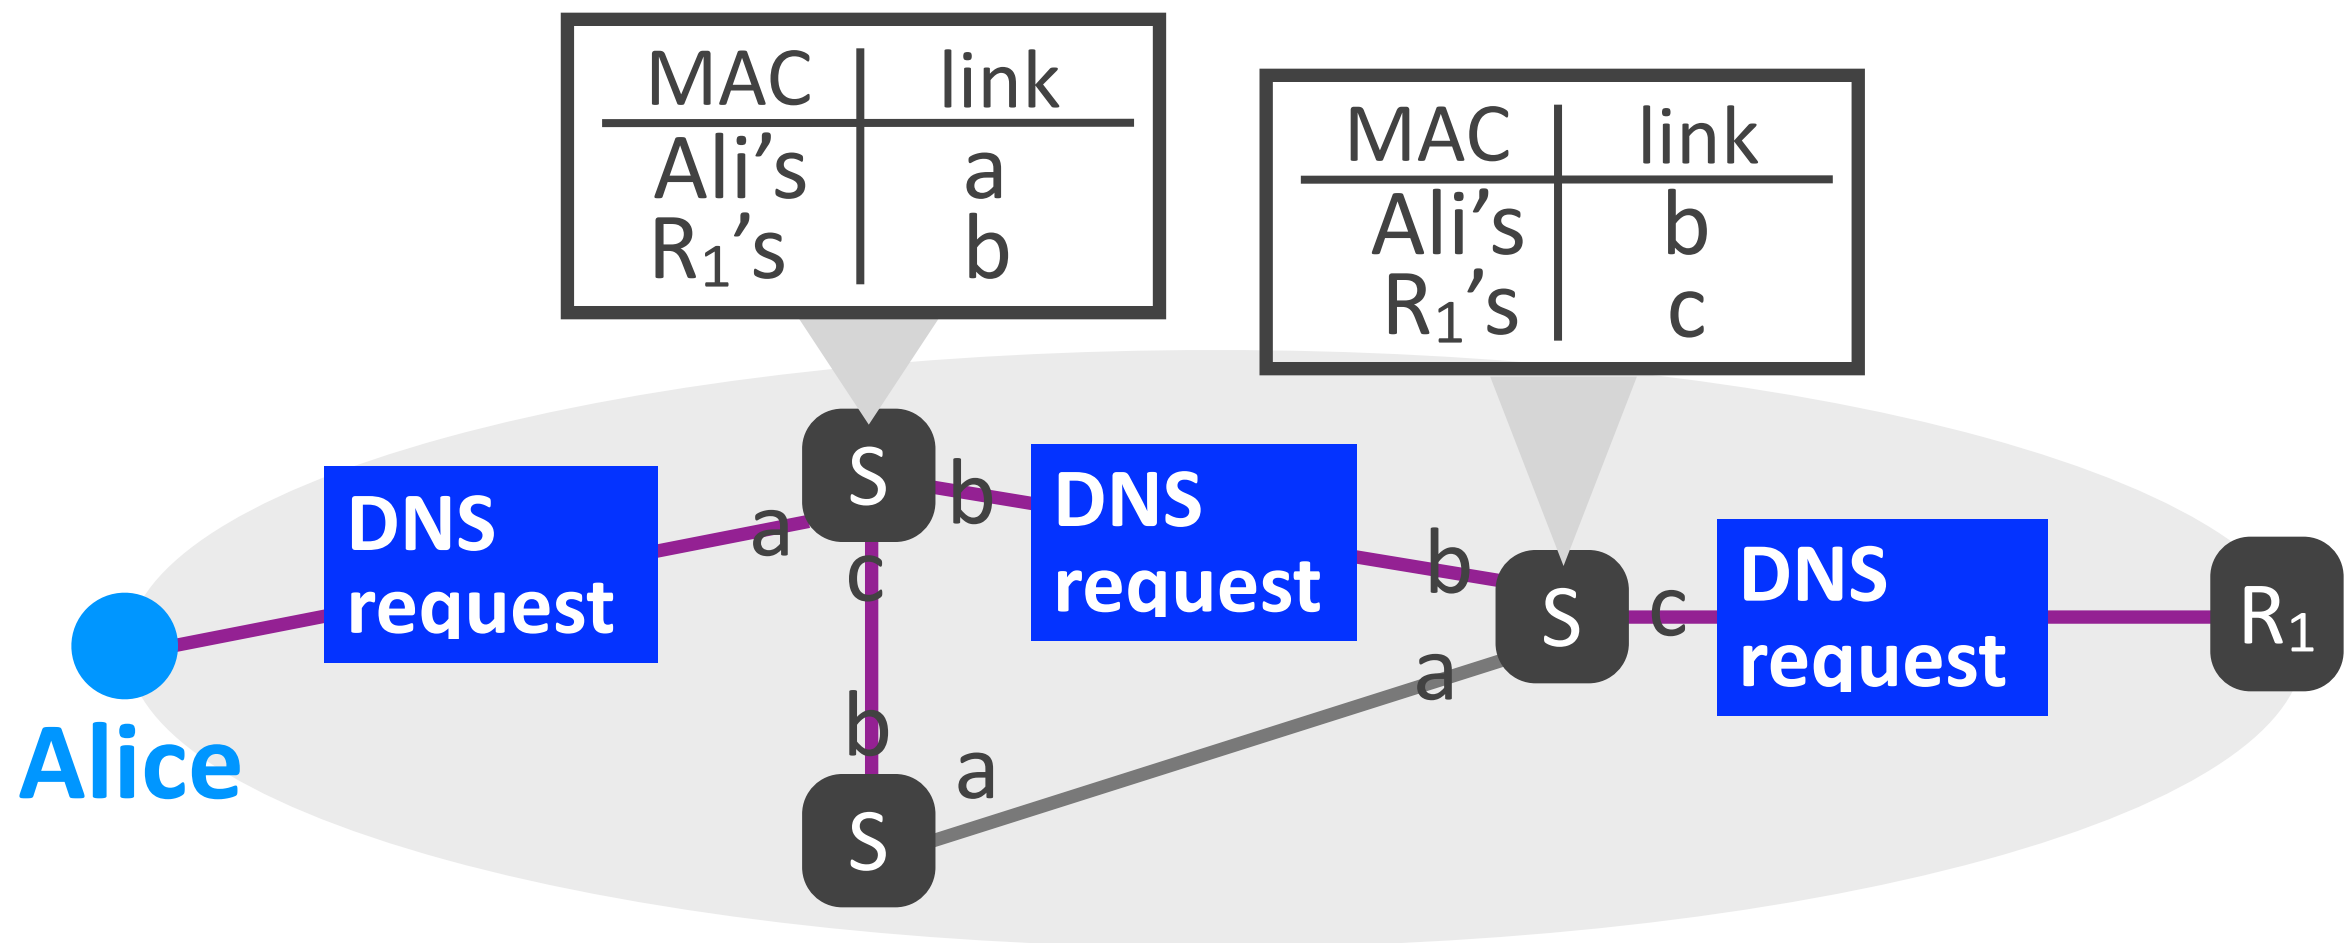 MAC link
Ali’s a
R₁’s b
MAC link
Ali’s b
R₁’s c
S
b
DNS
request
a
c
DNS
request
b
S
c
DNS
request
R₁
a
b
a
Alice
S